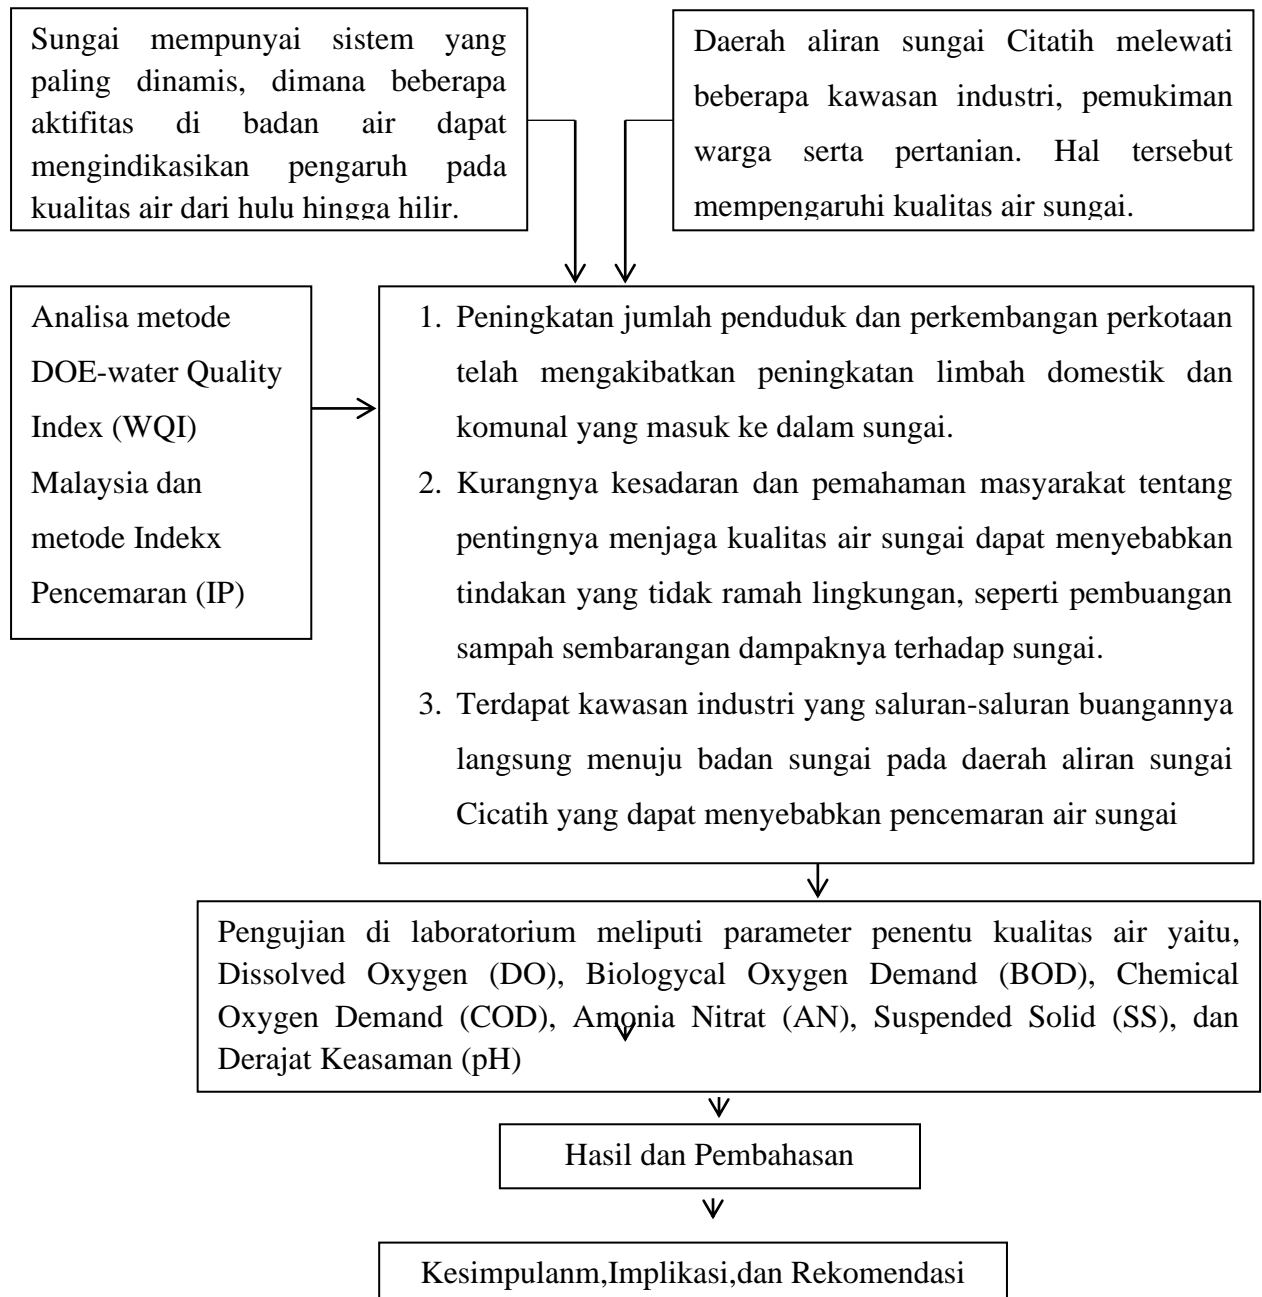 Sungai mempunyai sistem yang
paling dinamis, dimana beberapa
aktifitas di badan air dapat
mengindikasikan pengaruh pada
kualitas air dari hulu hingga hilir.
Daerah aliran sungai Citatih melewati
beberapa kawasan industri, pemukiman
warga serta pertanian. Hal tersebut
mempengaruhi kualitas air sungai.
Analisa metode
DOE-water Quality
Index (WQI)
Malaysia dan
metode Indekx
Pencemaran (IP)
1. Peningkatan jumlah penduduk dan perkembangan perkotaan
telah mengakibatkan peningkatan limbah domestik dan
komunal yang masuk ke dalam sungai.
2. Kurangnya kesadaran dan pemahaman masyarakat tentang
pentingnya menjaga kualitas air sungai dapat menyebabkan
tindakan yang tidak ramah lingkungan, seperti pembuangan
sampah sembarangan dampaknya terhadap sungai.
3. Terdapat kawasan industri yang saluran-saluran buangannya
langsung menuju badan sungai pada daerah aliran sungai
Cicatih yang dapat menyebabkan pencemaran air sungai
Pengujian di laboratorium meliputi parameter penentu kualitas air yaitu,
Dissolved Oxygen (DO), Biologycal Oxygen Demand (BOD), Chemical
Oxygen Demand (COD), Amonia Nitrat (AN), Suspended Solid (SS), dan
Derajat Keasaman (pH)
Hasil dan Pembahasan
Kesimpulanm,Implikasi,dan Rekomendasi